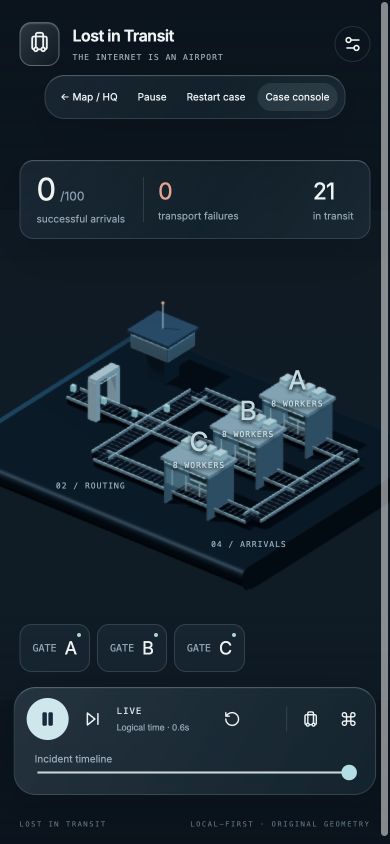 Lost in Transit
THE INTERNET IS AN AIRPORT
← Map / HQ Pause Restart case Case console
0 /100 0 21
successful arrivals transport failures in transit
A
8 WORKERS
B
8 WORKERS
C
8 WORKERS
02 / ROUTING
04 / ARRIVALS
GATE A GATE B GATE C
LIVE
Logical time · 0.6s
Incident timeline
LOST IN TRANSIT LOCAL-FIRST · ORIGINAL GEOMETRY